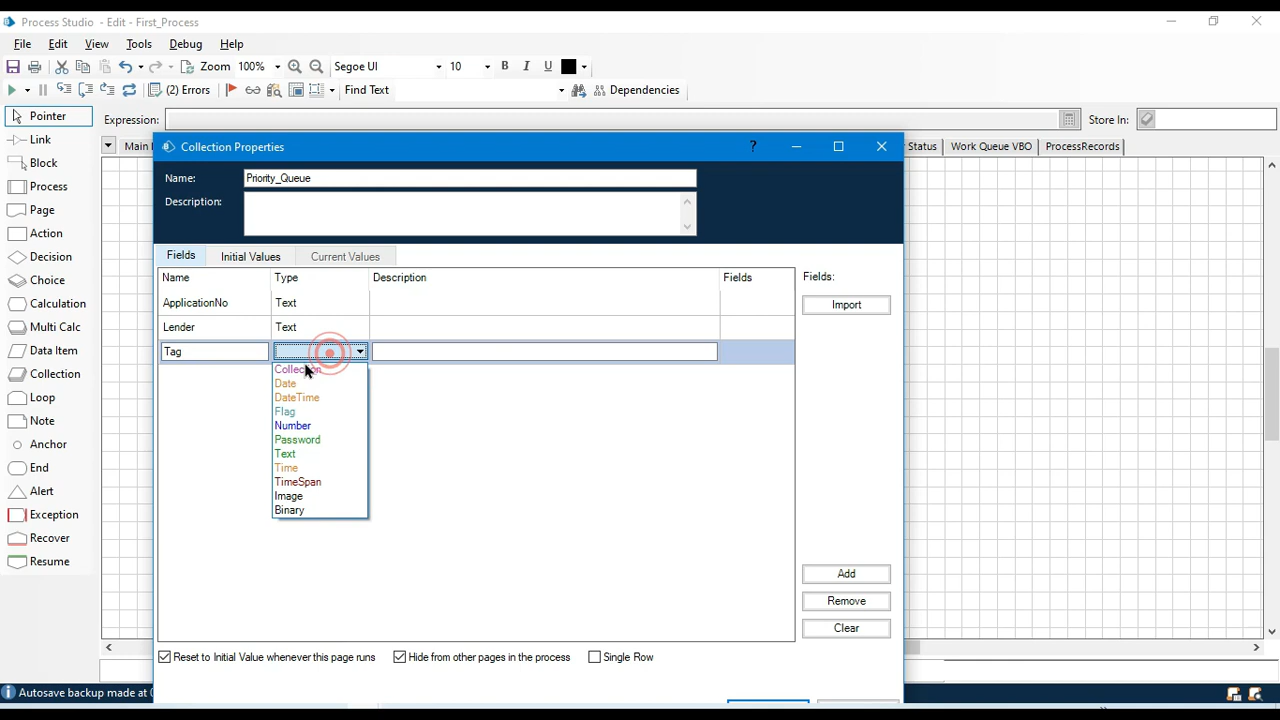 Process Studio - Edit - First_Process
File Edit View Tools Debug Help
Zoom 100% Segoe UI 10 B I U
(2) Errors Find Text Dependencies
Pointer Expression: Store In:
Link
Main Status Work Queue VBO ProcessRecords
Block
Process
Page
Action
Decision
Choice
Calculation
Multi Calc
Data Item
Collection
Loop
Note
Anchor
End
Alert
Exception
Recover
Resume
Collection Properties ?
Name: Priority_Queue
Description:
Fields Initial Values Current Values
Name Type Description Fields Fields:
ApplicationNo Text Import
Lender Text
Tag
Collection
Date
DateTime
Flag
Number
Password
Text
Time
TimeSpan
Image
Binary
Add
Remove
Clear
Reset to Initial Value whenever this page runs Hide from other pages in the process Single Row
Autosave backup made at